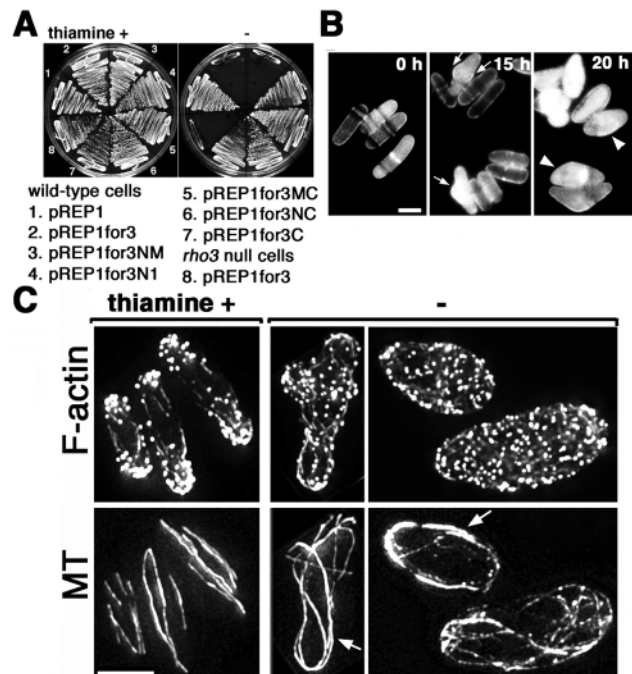 A
thiamine + -
2 3
1 4
8 5
7 6
wild-type cells
1. pREP1
2. pREP1for3
3. pREP1for3NM
4. pREP1for3N1
5. pREP1for3MC
6. pREP1for3NC
7. pREP1for3C
rho3 null cells
8. pREP1for3
B
0 h 15 h 20 h
C
thiamine + -
F-actin
MT